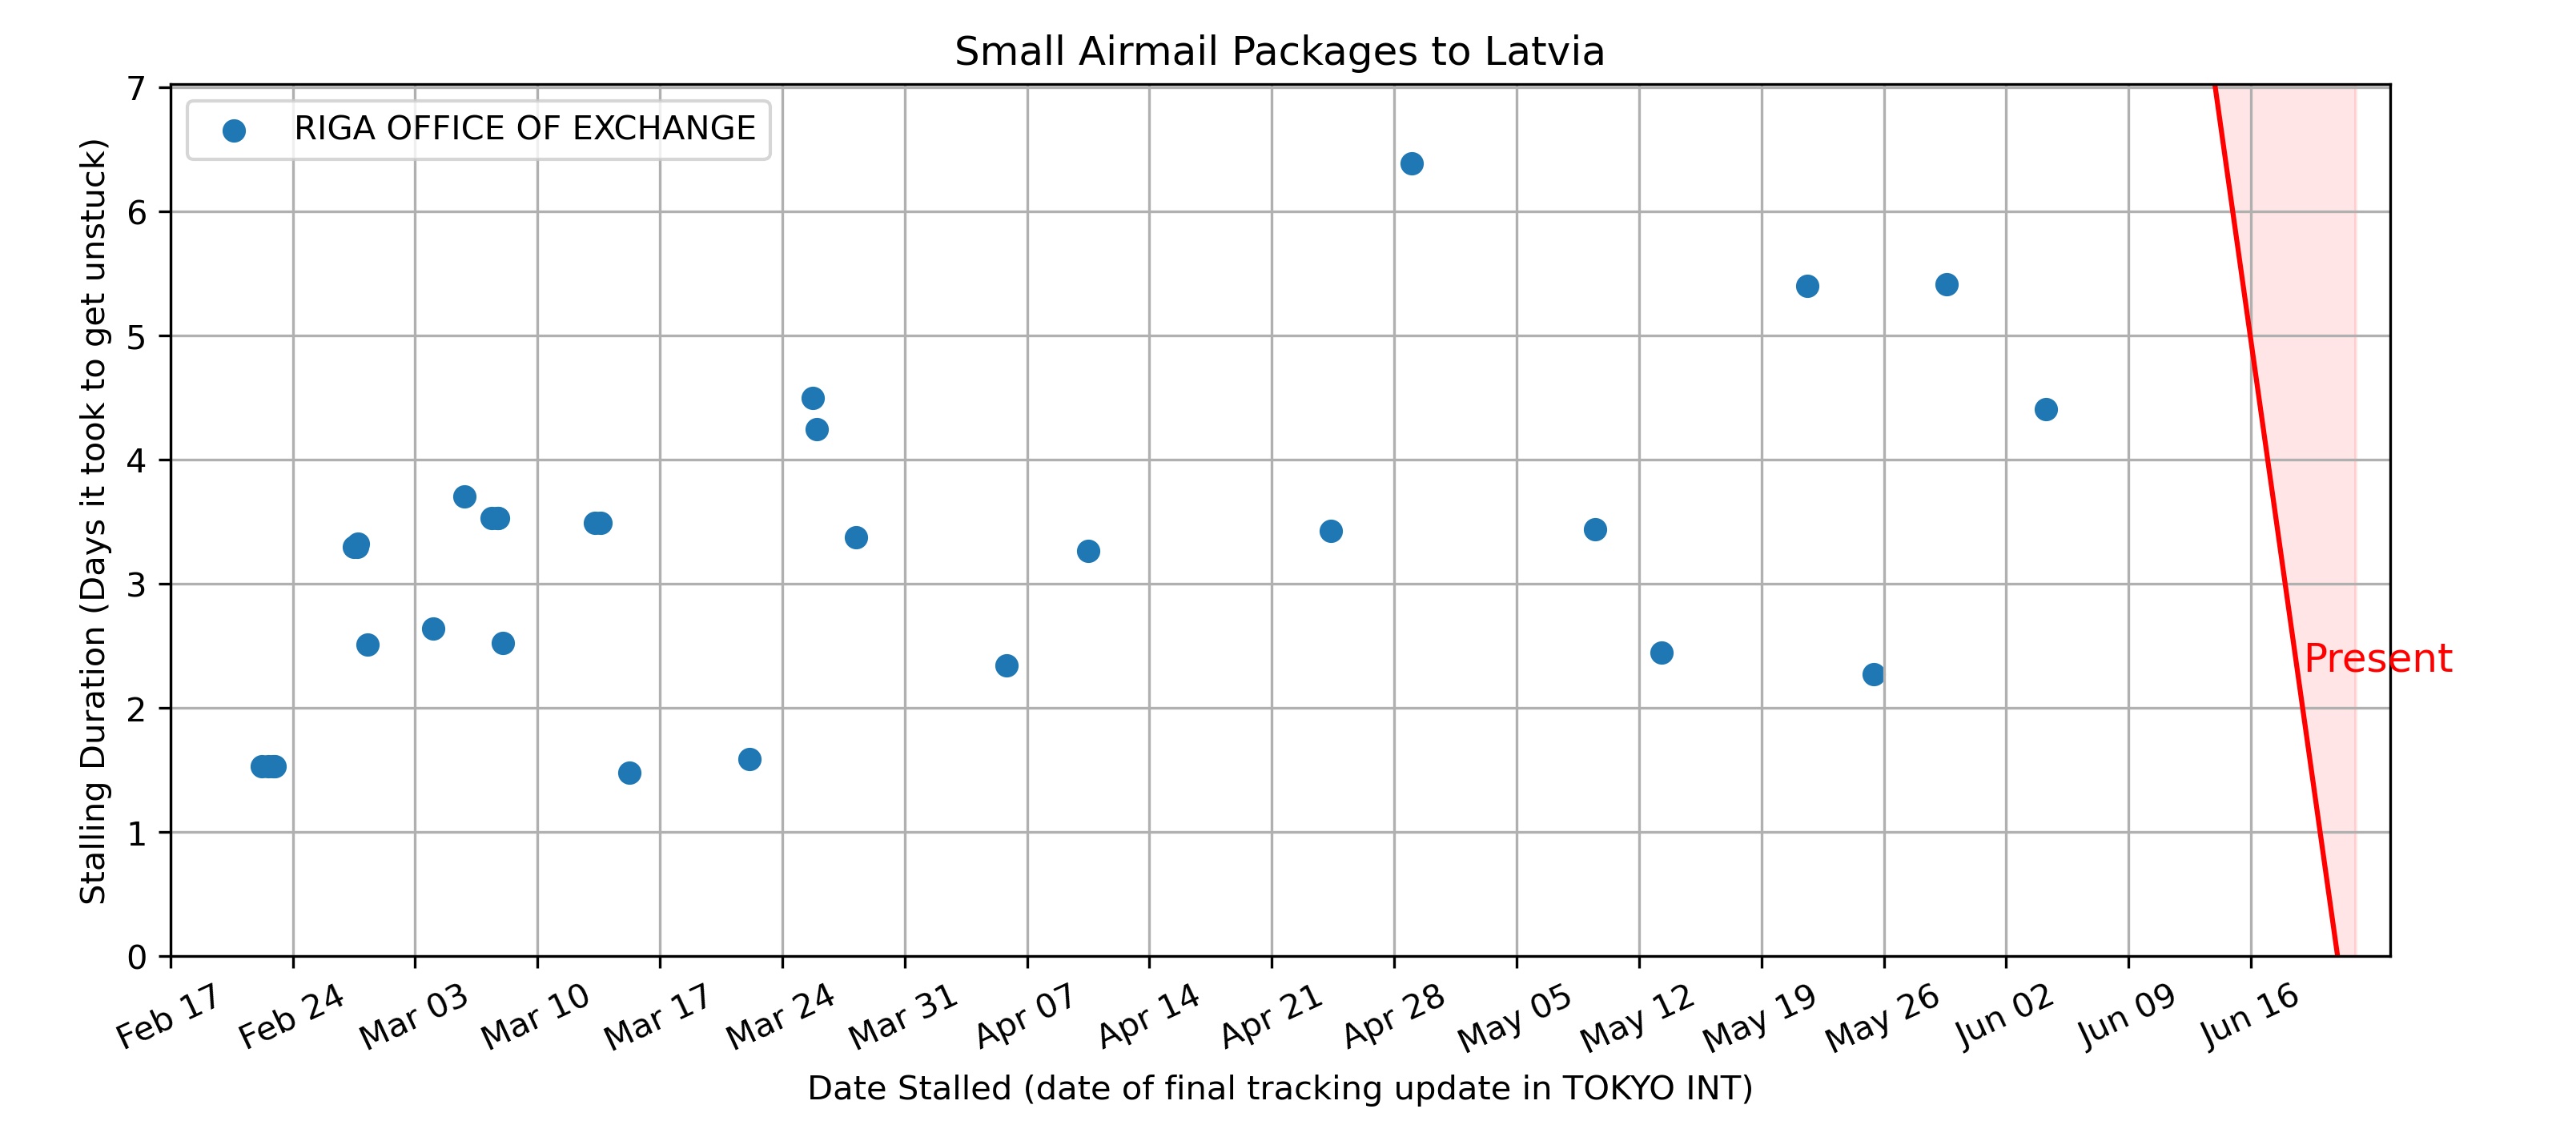 Small Airmail Packages to Latvia
RIGA OFFICE OF EXCHANGE
Stalling Duration (Days it took to get unstuck)
7
6
5
4
3
2
1
0
Present
Feb 17
Feb 24
Mar 03
Mar 10
Mar 17
Mar 24
Mar 31
Apr 07
Apr 14
Apr 21
Apr 28
May 05
May 12
May 19
May 26
Jun 02
Jun 09
Jun 16
Date Stalled (date of final tracking update in TOKYO INT)